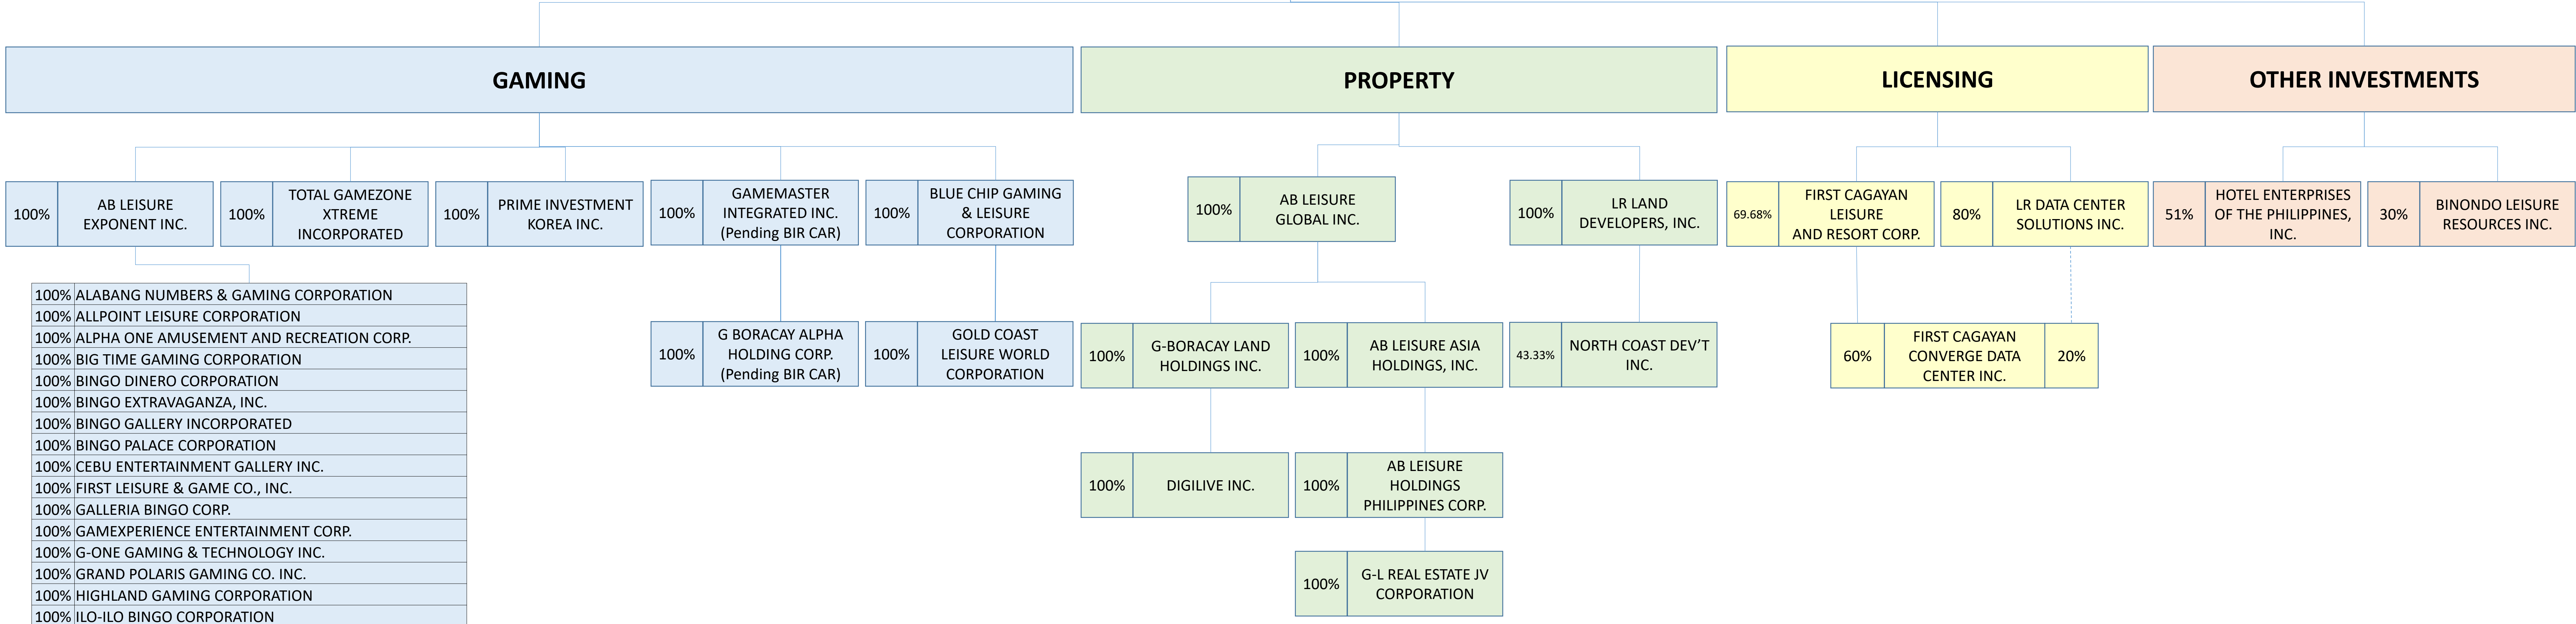 GAMING
PROPERTY
LICENSING
OTHER INVESTMENTS
100%
AB LEISURE
EXPONENT INC.
100%
TOTAL GAMEZONE
XTREME
INCORPORATED
100%
PRIME INVESTMENT
KOREA INC.
100%
GAMEMASTER
INTEGRATED INC.
(Pending BIR CAR)
100%
BLUE CHIP GAMING
& LEISURE
CORPORATION
100%
AB LEISURE
GLOBAL INC.
100%
LR LAND
DEVELOPERS, INC.
69.68%
FIRST CAGAYAN
LEISURE
AND RESORT CORP.
80%
LR DATA CENTER
SOLUTIONS INC.
51%
HOTEL ENTERPRISES
OF THE PHILIPPINES,
INC.
30%
BINONDO LEISURE
RESOURCES INC.
100% ALABANG NUMBERS & GAMING CORPORATION
100% ALLPOINT LEISURE CORPORATION
100% ALPHA ONE AMUSEMENT AND RECREATION CORP.
100% BIG TIME GAMING CORPORATION
100% BINGO DINERO CORPORATION
100% BINGO EXTRAVAGANZA, INC.
100% BINGO GALLERY INCORPORATED
100% BINGO PALACE CORPORATION
100% CEBU ENTERTAINMENT GALLERY INC.
100% FIRST LEISURE & GAME CO., INC.
100% GALLERIA BINGO CORP.
100% GAMEXPERIENCE ENTERTAINMENT CORP.
100% G-ONE GAMING & TECHNOLOGY INC.
100% GRAND POLARIS GAMING CO. INC.
100% HIGHLAND GAMING CORPORATION
100% ILO-ILO BINGO CORPORATION
100%
G BORACAY ALPHA
HOLDING CORP.
(Pending BIR CAR)
100%
GOLD COAST
LEISURE WORLD
CORPORATION
100%
G-BORACAY LAND
HOLDINGS INC.
100%
AB LEISURE ASIA
HOLDINGS, INC.
43.33%
NORTH COAST DEV’T
INC.
60%
FIRST CAGAYAN
CONVERGE DATA
CENTER INC.
20%
100%
DIGILIVE INC.
100%
AB LEISURE
HOLDINGS
PHILIPPINES CORP.
100%
G-L REAL ESTATE JV
CORPORATION